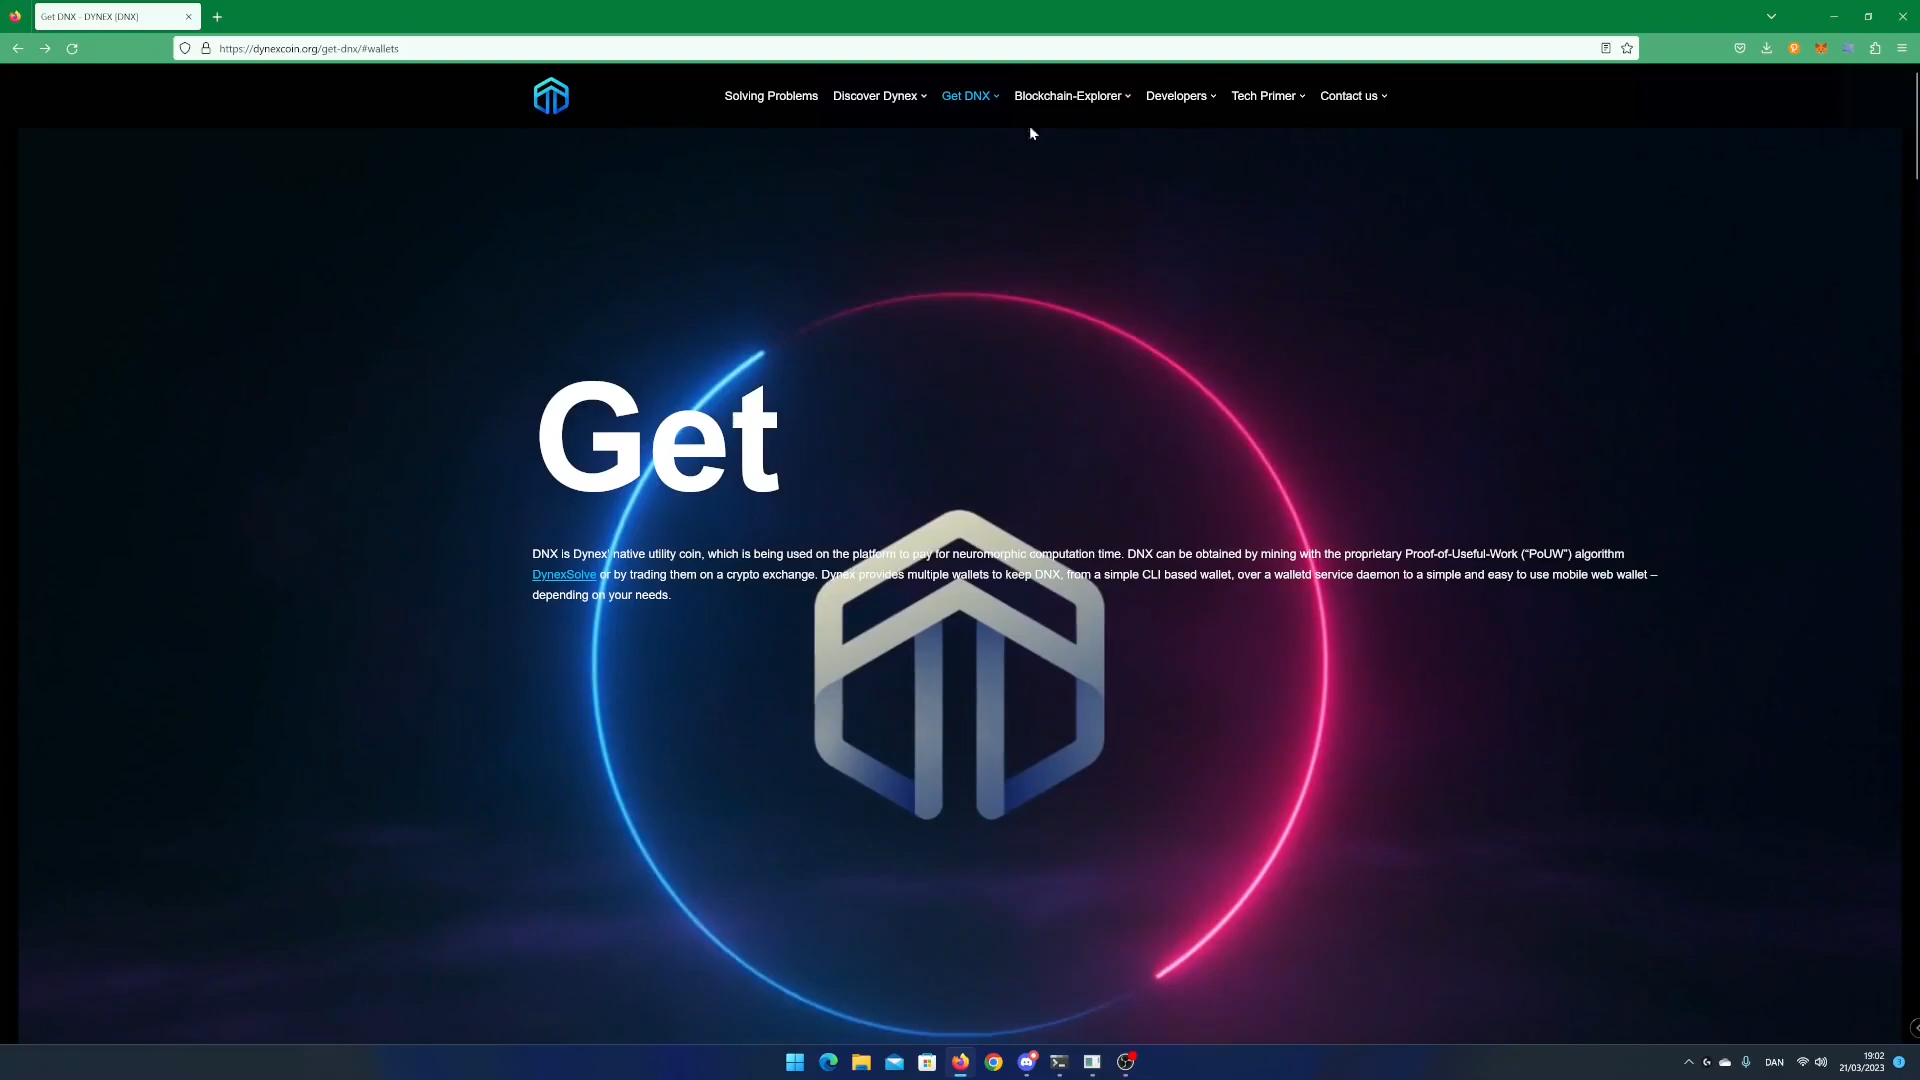 Get DNX - DYNEX [DNX]
https://dynexcoin.org/get-dnx/#wallets
Solving Problems Discover Dynex Get DNX Blockchain-Explorer Developers Tech Primer Contact us
Get
DNX is Dynex' native utility coin, which is being used on the platform to pay for neuromorphic computation time. DNX can be obtained by mining with the proprietary Proof-of-Useful-Work (“PoUW”) algorithm
DynexSolve or by trading them on a crypto exchange. Dynex provides multiple wallets to keep DNX, from a simple CLI based wallet, over a walletd service daemon to a simple and easy to use mobile web wallet –
depending on your needs.
DAN
19:02
21/03/2023
3